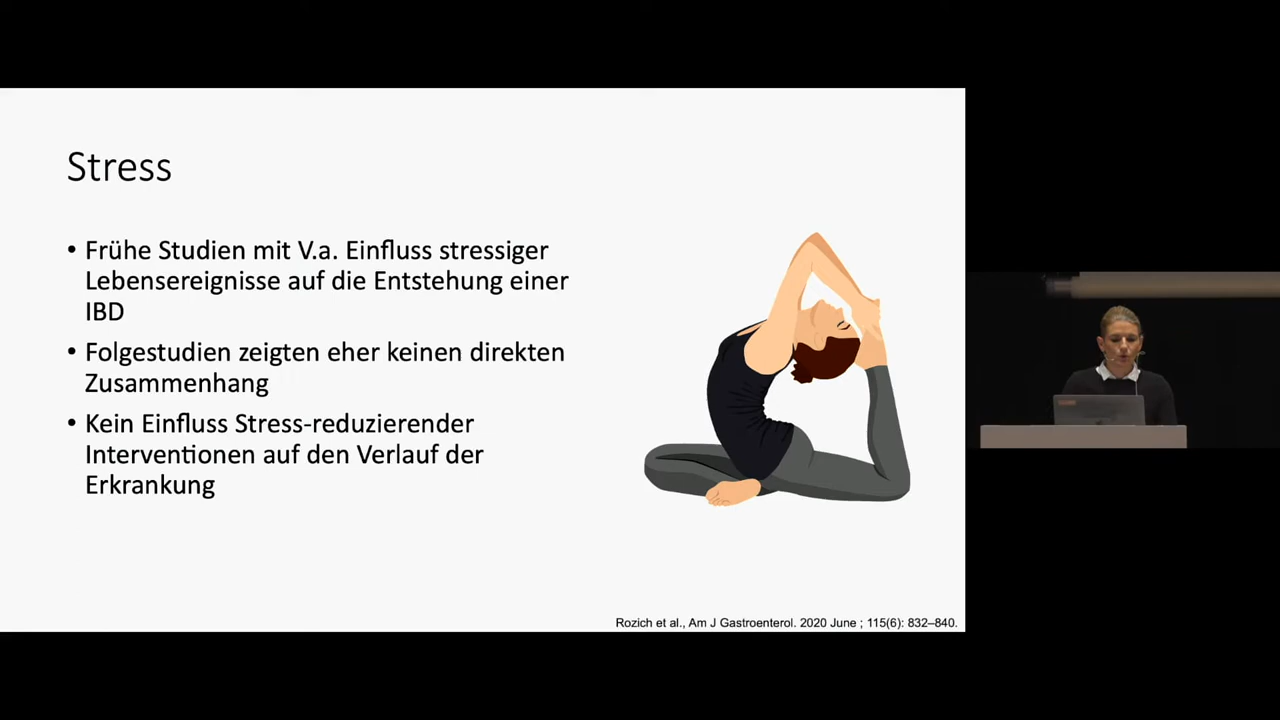 Stress
• Frühe Studien mit V.a. Einfluss stressiger
Lebensereignisse auf die Entstehung einer
IBD
• Folgestudien zeigten eher keinen direkten
Zusammenhang
• Kein Einfluss Stress-reduzierender
Interventionen auf den Verlauf der
Erkrankung
Rozich et al., Am J Gastroenterol. 2020 June ; 115(6): 832–840.